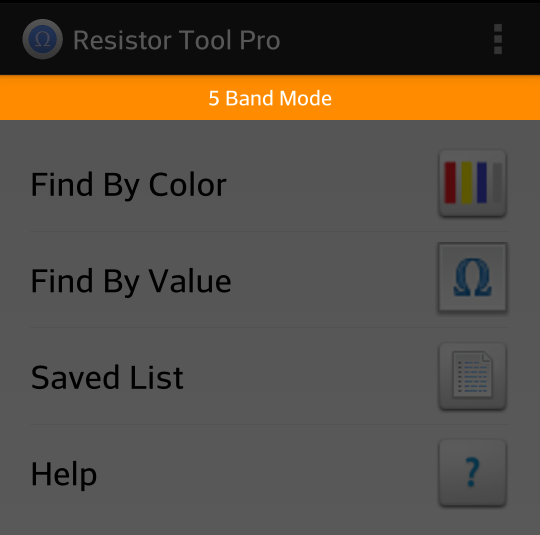 Resistor Tool Pro
5 Band Mode
Find By Color
Find By Value
Ω
Saved List
Help
?